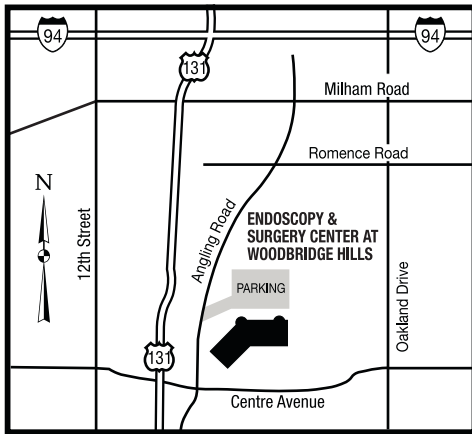 94
94
131
Milham Road
Romence Road
N
12th Street
Angling Road
ENDOSCOPY &
SURGERY CENTER AT
WOODBRIDGE HILLS
PARKING
Oakland Drive
131
Centre Avenue